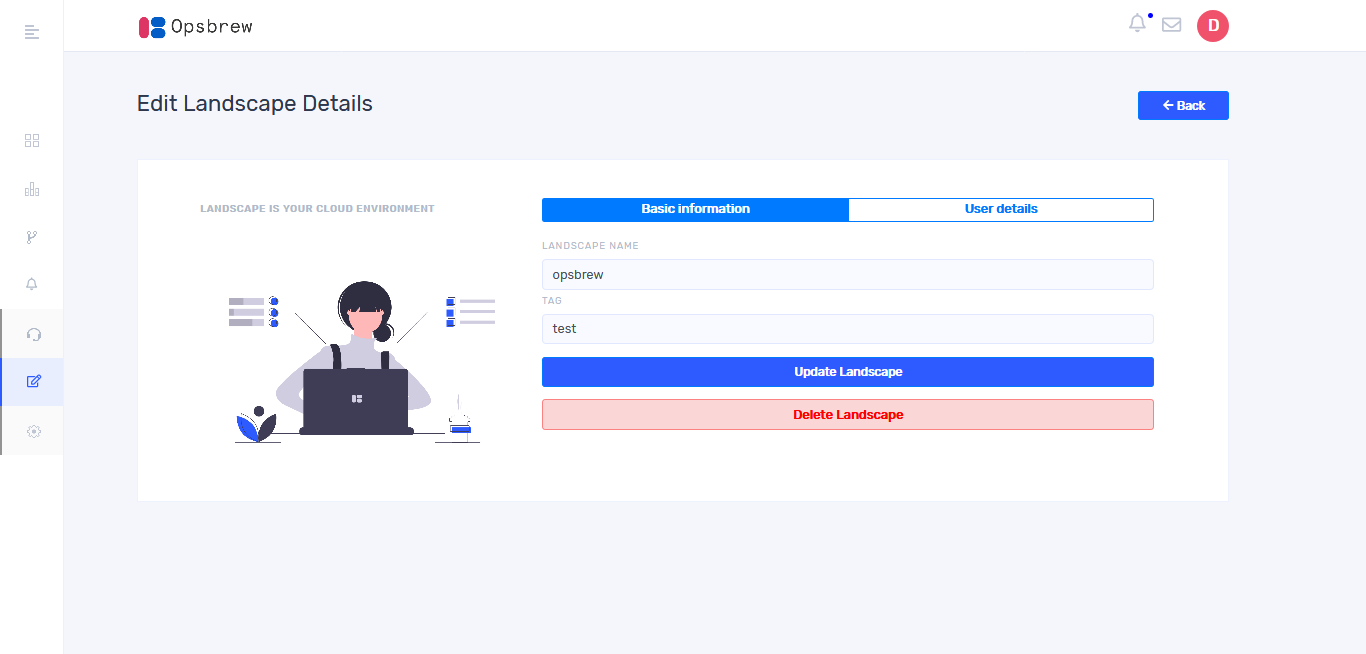 Opsbrew
D
Edit Landscape Details
Back
LANDSCAPE IS YOUR CLOUD ENVIRONMENT
Basic information
User details
LANDSCAPE NAME
opsbrew
TAG
test
Update Landscape
Delete Landscape